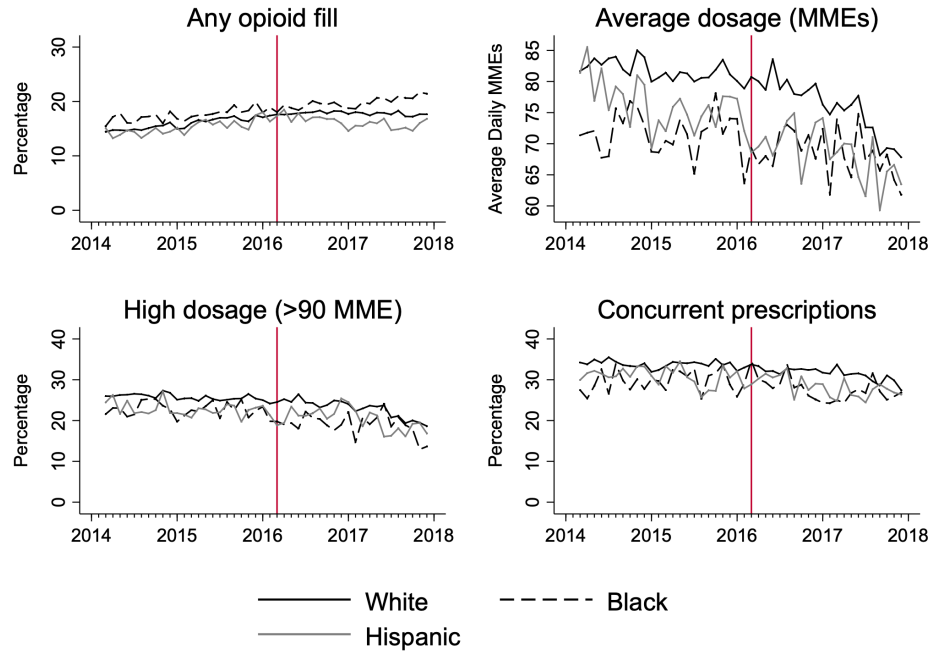 Any opioid fill
Percentage
30
20
10
0
2014 2015 2016 2017 2018
Average dosage (MMEs)
Average Daily MMEs
85
80
75
70
65
60
2014 2015 2016 2017 2018
High dosage (>90 MME)
Percentage
40
30
20
10
0
2014 2015 2016 2017 2018
Concurrent prescriptions
Percentage
40
30
20
10
0
2014 2015 2016 2017 2018
White Black
Hispanic